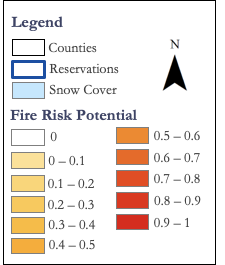 Legend
Counties
N
Reservations
Snow Cover
Fire Risk Potential
0
0 – 0.1
0.1 – 0.2
0.2 – 0.3
0.3 – 0.4
0.4 – 0.5
0.5 – 0.6
0.6 – 0.7
0.7 – 0.8
0.8 – 0.9
0.9 – 1